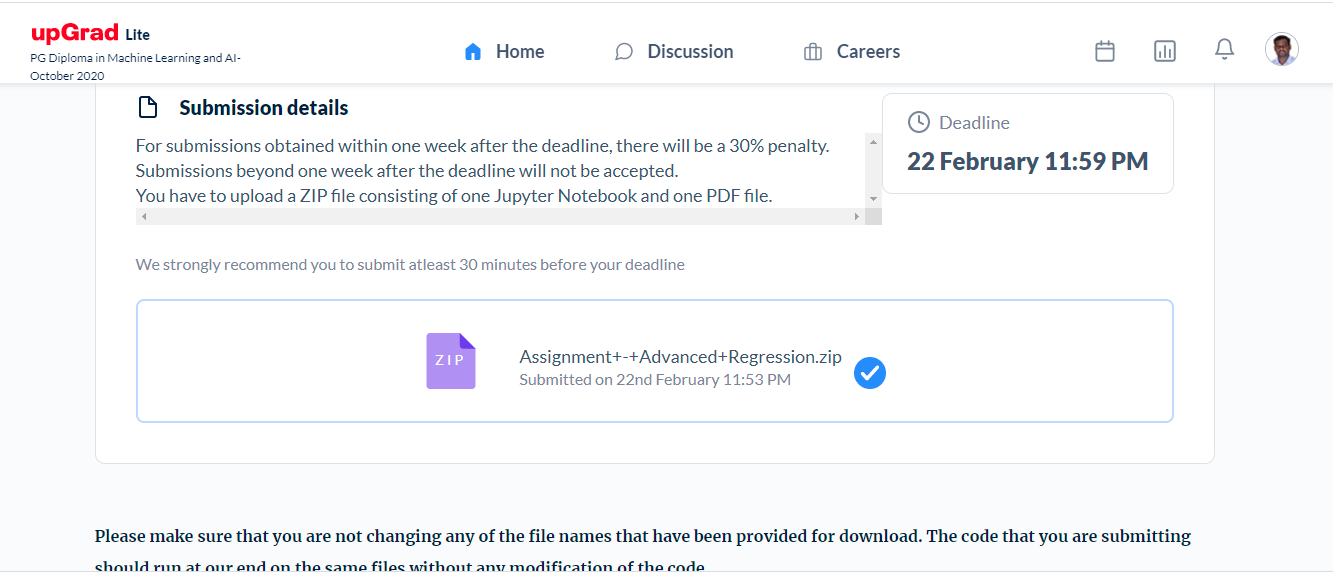 upGrad Lite
PG Diploma in Machine Learning and AI-
October 2020
Home
Discussion
Careers
Submission details
For submissions obtained within one week after the deadline, there will be a 30% penalty.
Submissions beyond one week after the deadline will not be accepted.
You have to upload a ZIP file consisting of one Jupyter Notebook and one PDF file.
Deadline
22 February 11:59 PM
We strongly recommend you to submit atleast 30 minutes before your deadline
ZIP
Assignment+-+Advanced+Regression.zip
Submitted on 22nd February 11:53 PM
Please make sure that you are not changing any of the file names that have been provided for download. The code that you are submitting
should run at our end on the same files without any modification of the code